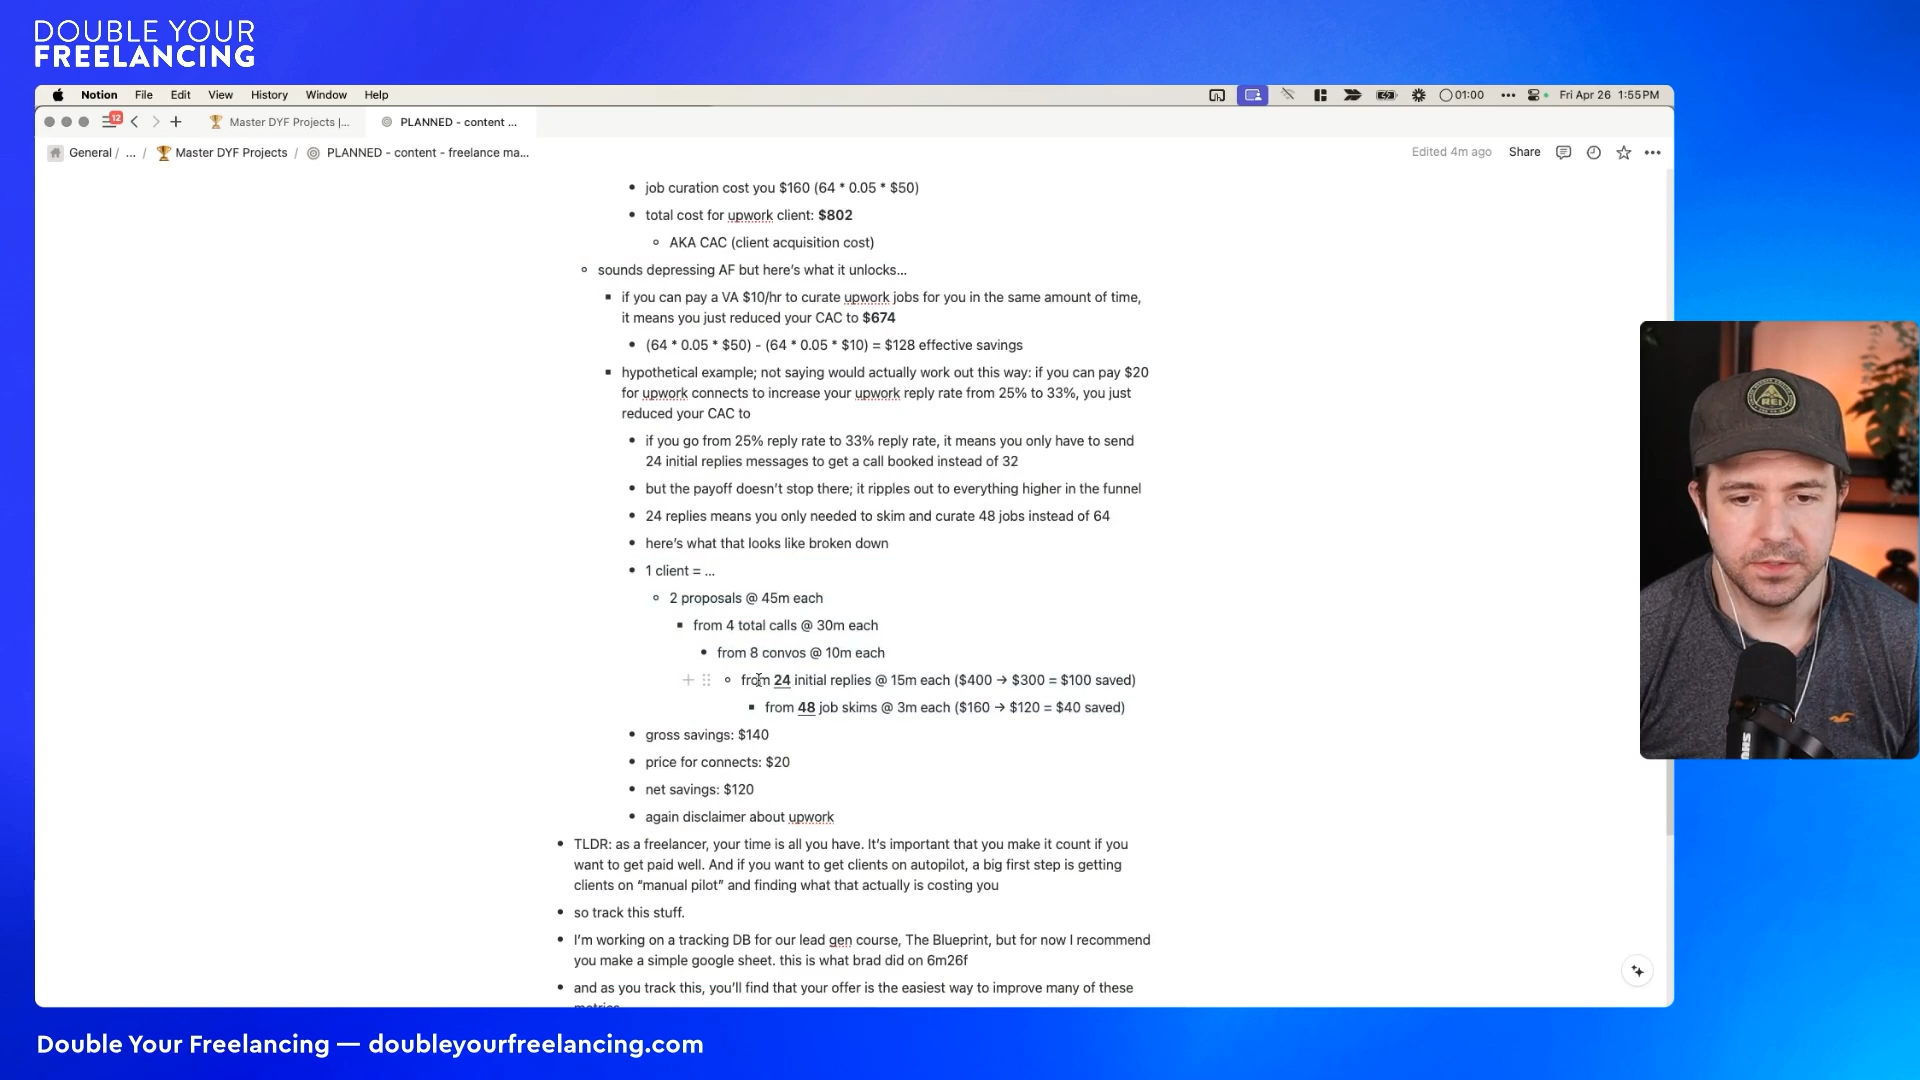 DOUBLE YOUR
FREELANCING
Notion File Edit View History Window Help
01:00 Fri Apr 26 1:55PM
12
Master DYF Projects |...
PLANNED - content ...
General / ... / Master DYF Projects / PLANNED - content - freelance ma...
Edited 4m ago Share
job curation cost you $160 (64 * 0.05 * $50)
total cost for upwork client: $802
AKA CAC (client acquisition cost)
sounds depressing AF but here's what it unlocks...
if you can pay a VA $10/hr to curate upwork jobs for you in the same amount of time,
it means you just reduced your CAC to $674
(64 * 0.05 * $50) - (64 * 0.05 * $10) = $128 effective savings
hypothetical example; not saying would actually work out this way: if you can pay $20
for upwork connects to increase your upwork reply rate from 25% to 33%, you just
reduced your CAC to
if you go from 25% reply rate to 33% reply rate, it means you only have to send
24 initial replies messages to get a call booked instead of 32
but the payoff doesn't stop there; it ripples out to everything higher in the funnel
24 replies means you only needed to skim and curate 48 jobs instead of 64
here's what that looks like broken down
1 client = ...
2 proposals @ 45m each
from 4 total calls @ 30m each
from 8 convos @ 10m each
from 24 initial replies @ 15m each ($400 → $300 = $100 saved)
from 48 job skims @ 3m each ($160 → $120 = $40 saved)
gross savings: $140
price for connects: $20
net savings: $120
again disclaimer about upwork
TLDR: as a freelancer, your time is all you have. It's important that you make it count if you
want to get paid well. And if you want to get clients on autopilot, a big first step is getting
clients on "manual pilot" and finding what that actually is costing you
so track this stuff.
I'm working on a tracking DB for our lead gen course, The Blueprint, but for now I recommend
you make a simple google sheet. this is what brad did on 6m26f
and as you track this, you'll find that your offer is the easiest way to improve many of these
metrics
REI
SHU
Double Your Freelancing — doubleyourfreelancing.com